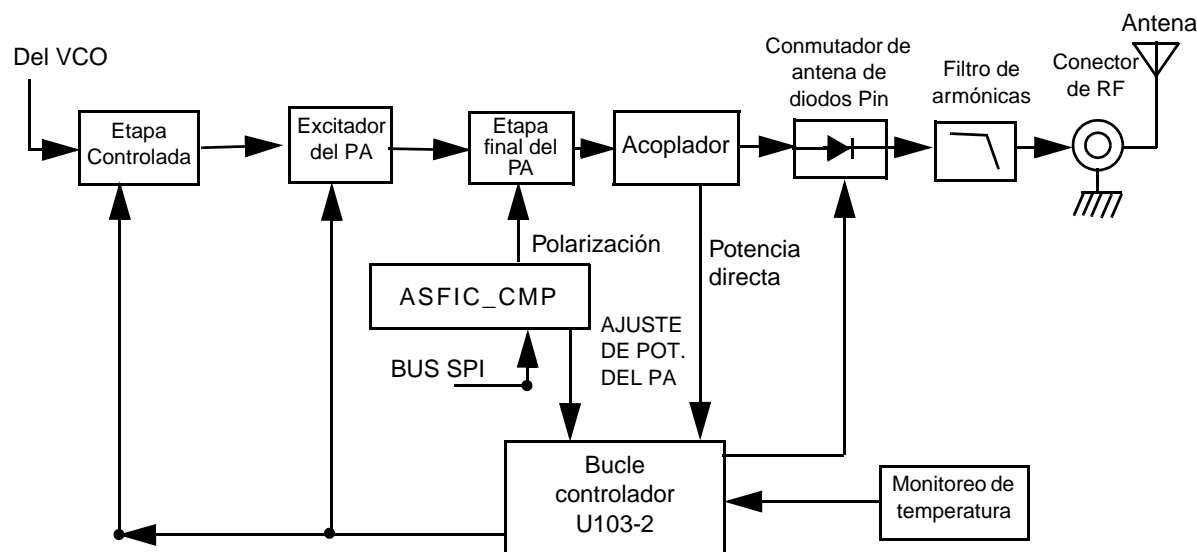 Antena
Del VCO
Conmutador de
antena de
diodos Pin
Filtro de
armónicas
Conector
de RF
Etapa
Controlada
Excitador
del PA
Etapa
final del
PA
Acoplador
Polarización
Potencia
directa
ASFIC_CMP
AJUSTE
DE POT.
DEL PA
BUS SPI
Bucle
controlador
U103-2
Monitoreo de
temperatura